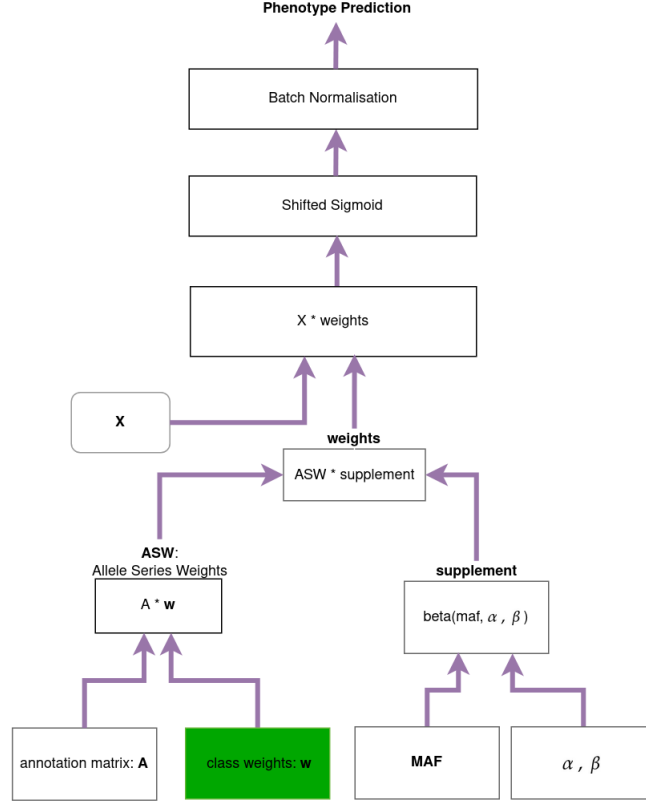 Phenotype Prediction
Batch Normalisation
Shifted Sigmoid
X * weights
X
weights
ASW * supplement
ASW:
Allele Series Weights
A * w
supplement
beta(maf, α , β )
annotation matrix: A
class weights: w
MAF
α , β